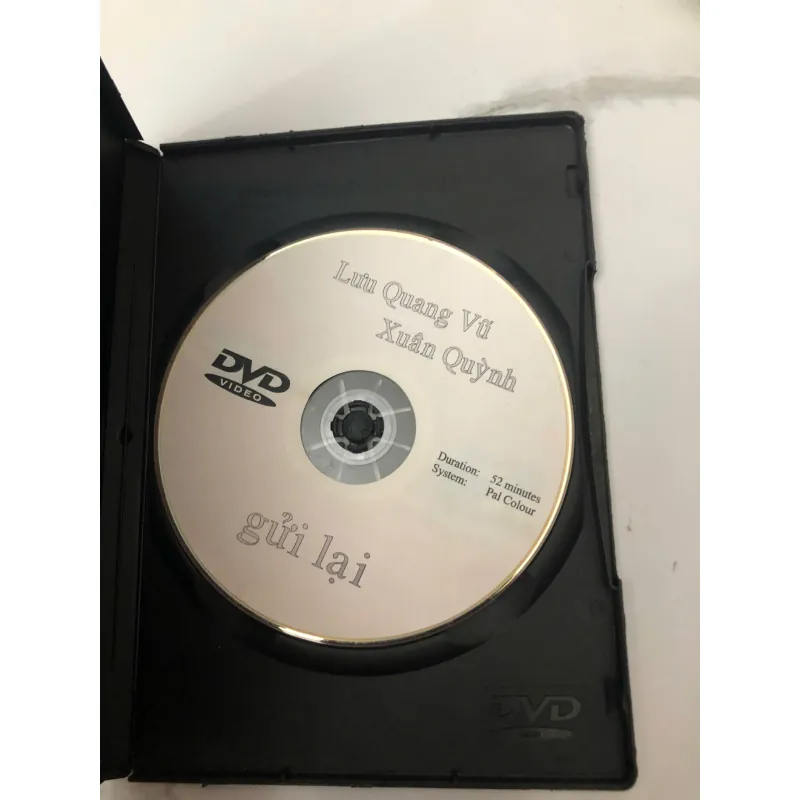 Lưu Quang Vũ
Xuân Quỳnh
DVD
VIDEO
Duration: 52 minutes
System: Pal Colour
gửi lại
DVD